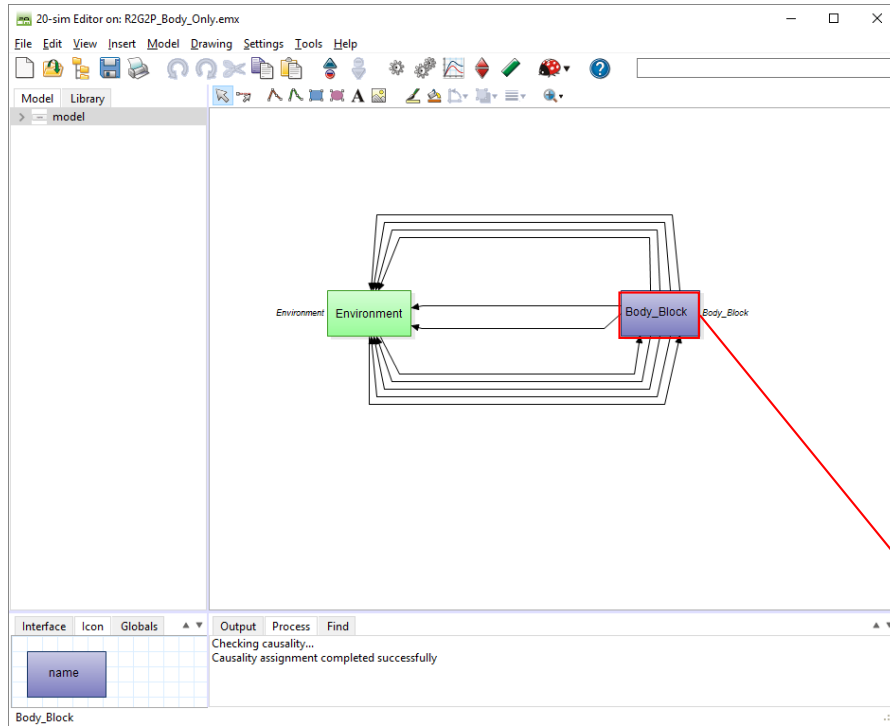 20-sim Editor on: R2G2P_Body_Only.emx
File Edit View Insert Model Drawing Settings Tools Help
Model Library
A
model
Environment Environment Body_Block Body_Block
Interface Icon Globals Output Process Find
Checking causality...
Causality assignment completed successfully
name
Body_Block